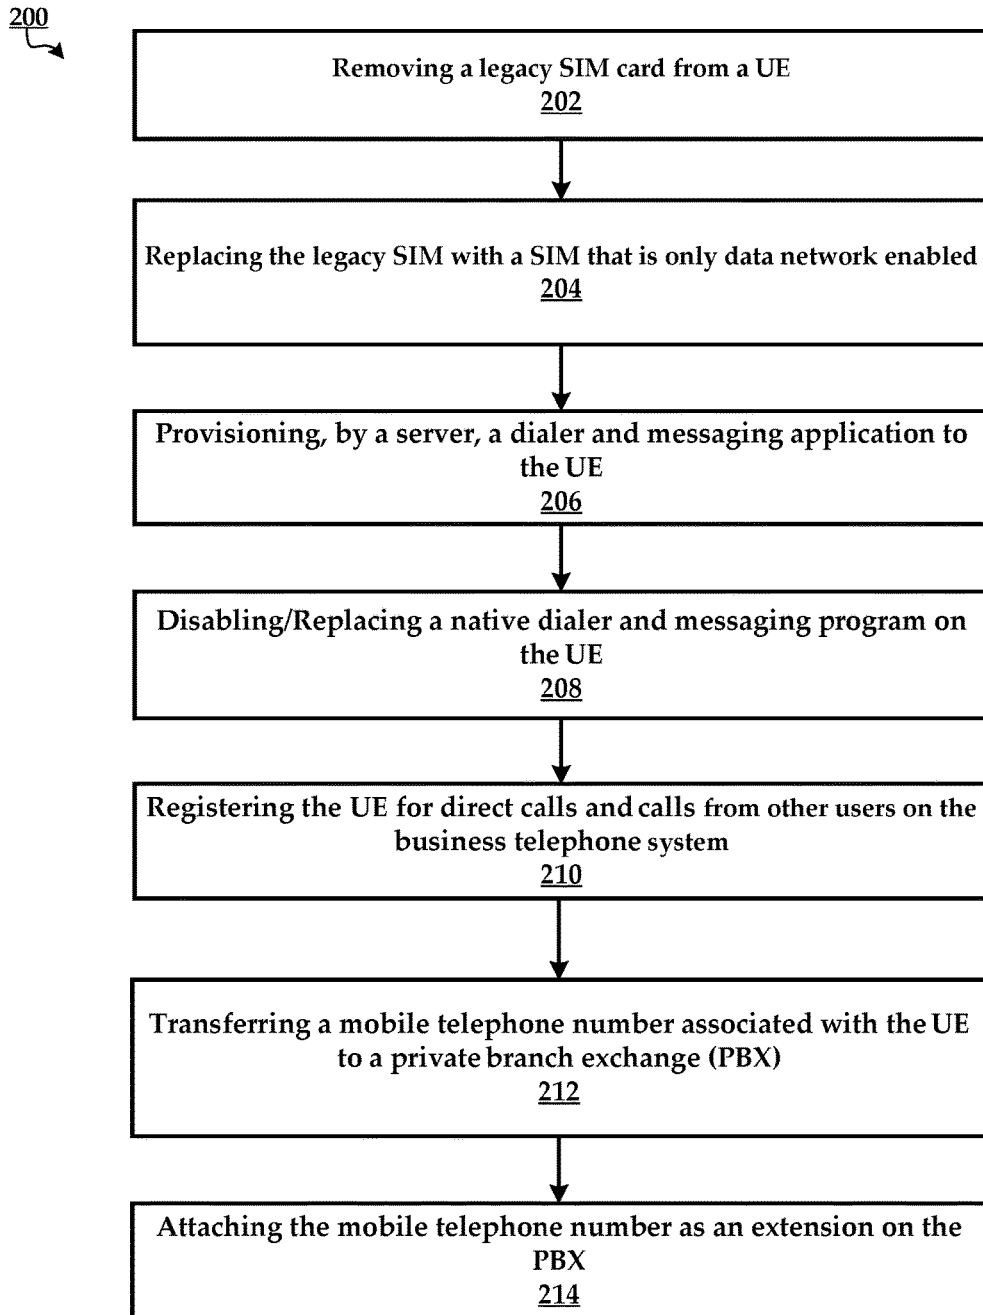 200
Removing a legacy SIM card from a UE
202
Replacing the legacy SIM with a SIM that is only data network enabled
204
Provisioning, by a server, a dialer and messaging application to
the UE
206
Disabling/Replacing a native dialer and messaging program on
the UE
208
Registering the UE for direct calls and calls from other users on the
business telephone system
210
Transferring a mobile telephone number associated with the UE
to a private branch exchange (PBX)
212
Attaching the mobile telephone number as an extension on the
PBX
214